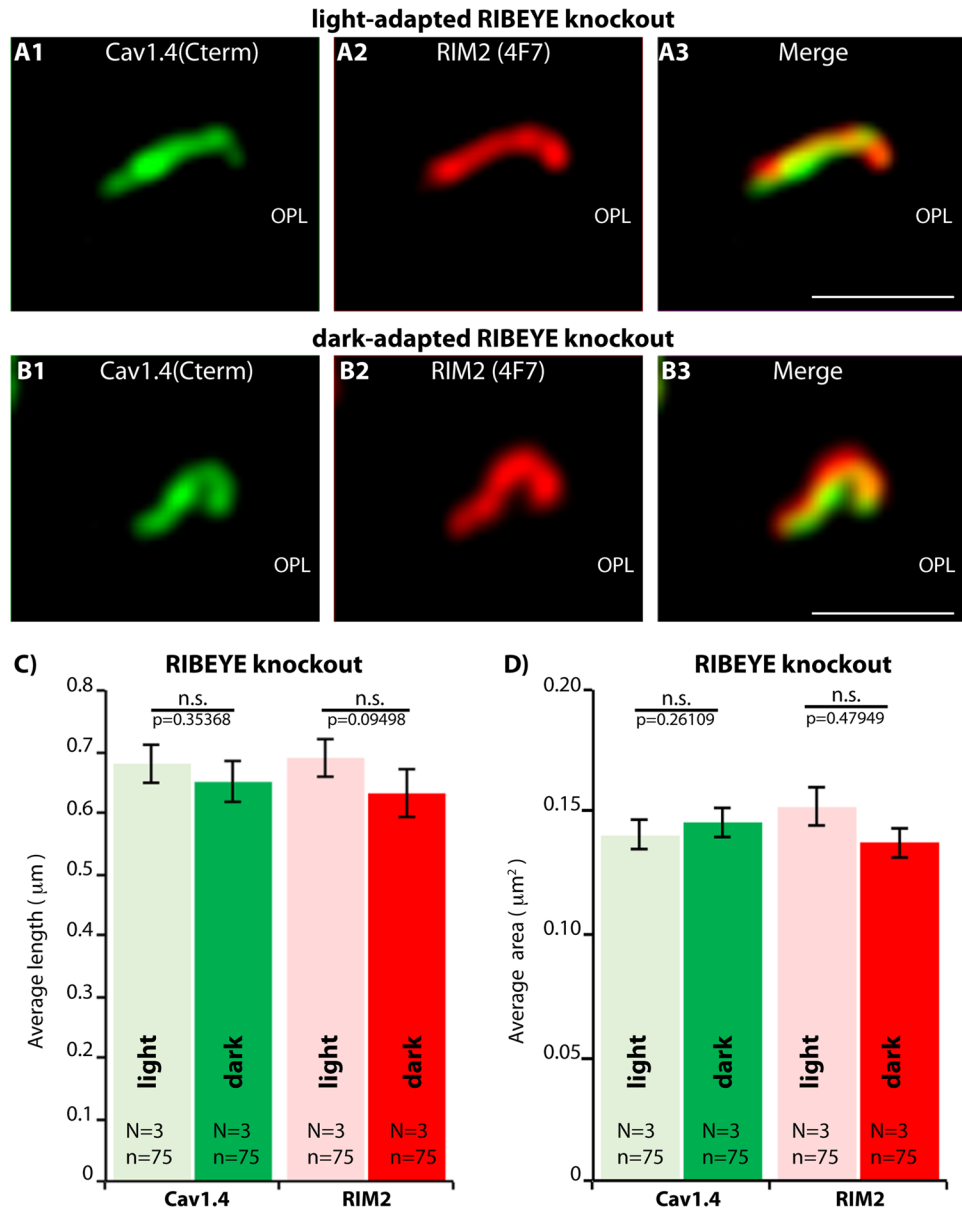 light-adapted RIBEYE knockout
A1 Cav1.4(Cterm) A2 RIM2 (4F7) A3 Merge
OPL OPL OPL
dark-adapted RIBEYE knockout
B1 Cav1.4(Cterm) B2 RIM2 (4F7) B3 Merge
OPL OPL OPL
C) RIBEYE knockout
Average length ( μm )
0.8
0.7
0.6
0.5
0.4
0.3
0.2
0.1
0
n.s.
p=0.35368
n.s.
p=0.09498
light dark light dark
N=3 N=3 N=3 N=3
n=75 n=75 n=75 n=75
Cav1.4 RIM2
D) RIBEYE knockout
Average area ( μm²)
0.20
0.15
0.10
0.05
0
n.s.
p=0.26109
n.s.
p=0.47949
light dark light dark
N=3 N=3 N=3 N=3
n=75 n=75 n=75 n=75
Cav1.4 RIM2